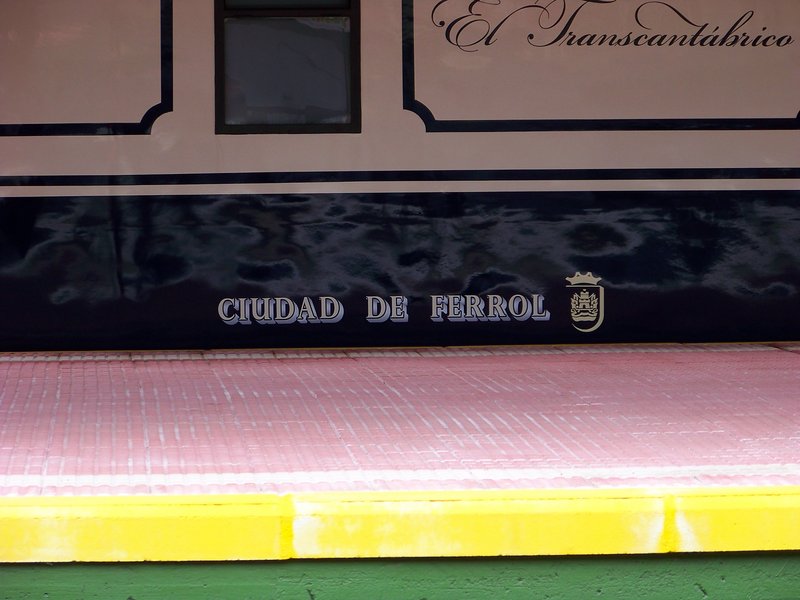 El Transcantábrico
CIUDAD DE FERROL